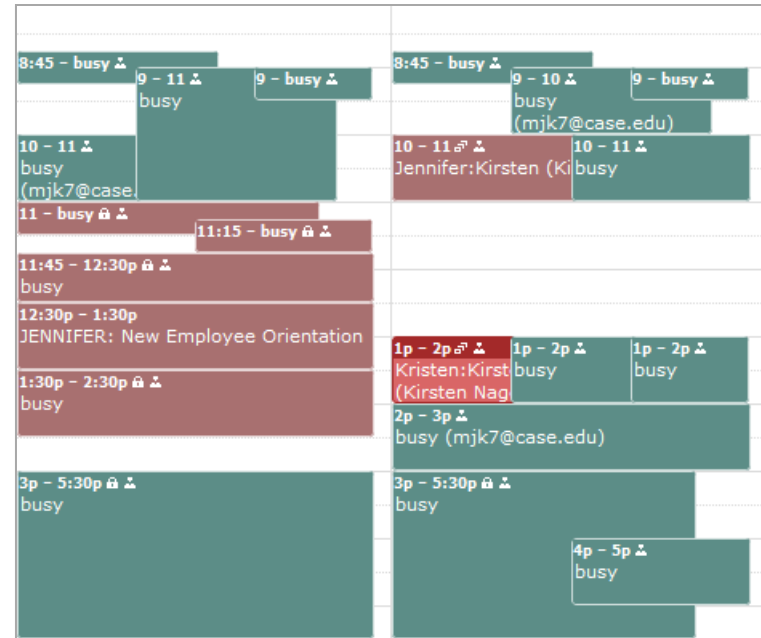 8:45 – busy
9 – 11
busy
9 – busy
10 – 11
busy
(mjk7@case.
11 – busy
11:15 – busy
11:45 – 12:30p
busy
12:30p – 1:30p
JENNIFER: New Employee Orientation
1:30p – 2:30p
busy
3p – 5:30p
busy
8:45 – busy
9 – 10
busy
(mjk7@case.edu)
9 – busy
10 – 11
Jennifer:Kirsten (Ki
10 – 11
busy
1p – 2p
Kristen:Kirst
(Kirsten Nag
1p – 2p
busy
1p – 2p
busy
2p – 3p
busy (mjk7@case.edu)
3p – 5:30p
busy
4p – 5p
busy